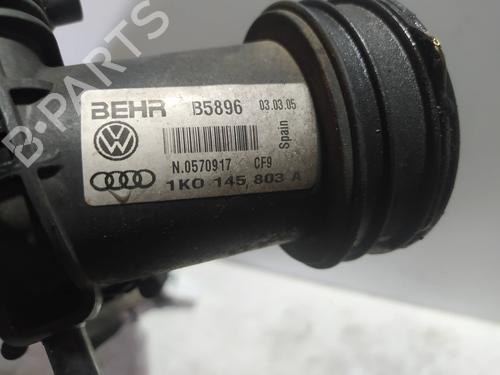 BEHR B5896 03.03.05
Spain
N.0570917 CF9
1K0 145 803 A
B-PARTS